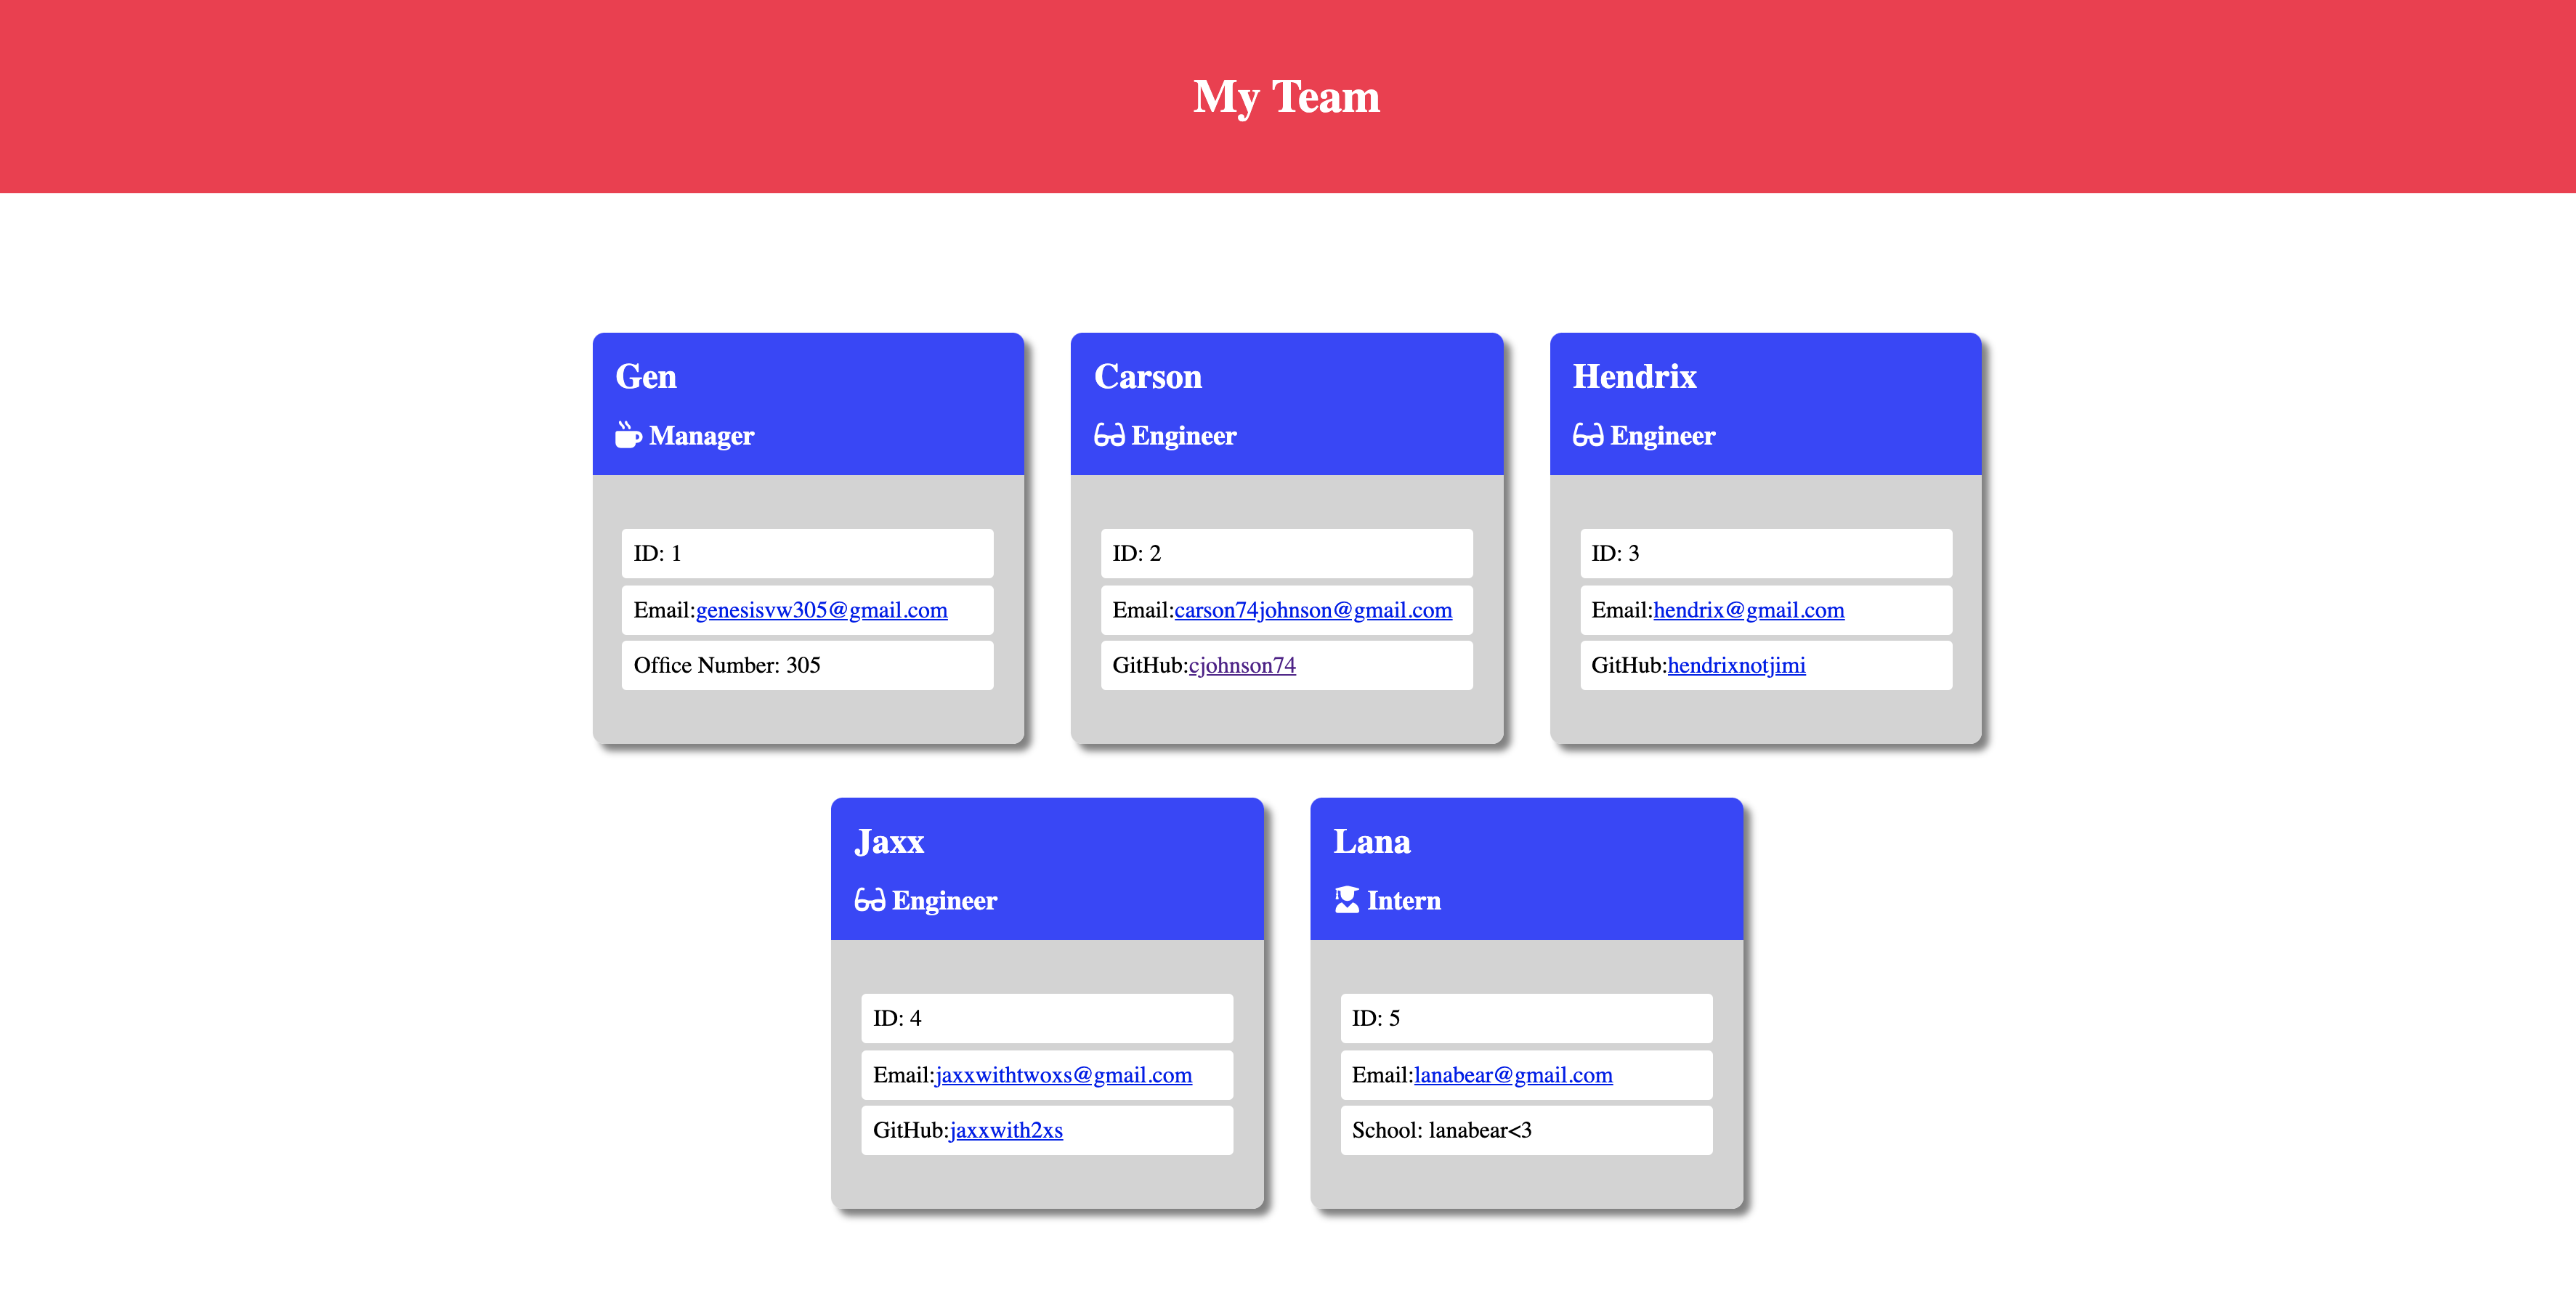 My Team
Gen
Manager
ID: 1
Email:genesisvw305@gmail.com
Office Number: 305
Carson
Engineer
ID: 2
Email:carson74johnson@gmail.com
GitHub:cjohnson74
Hendrix
Engineer
ID: 3
Email:hendrix@gmail.com
GitHub:hendrixnotjimi
Jaxx
Engineer
ID: 4
Email:jaxxwithtwoxs@gmail.com
GitHub:jaxxwith2xs
Lana
Intern
ID: 5
Email:lanabear@gmail.com
School: lanabear<3